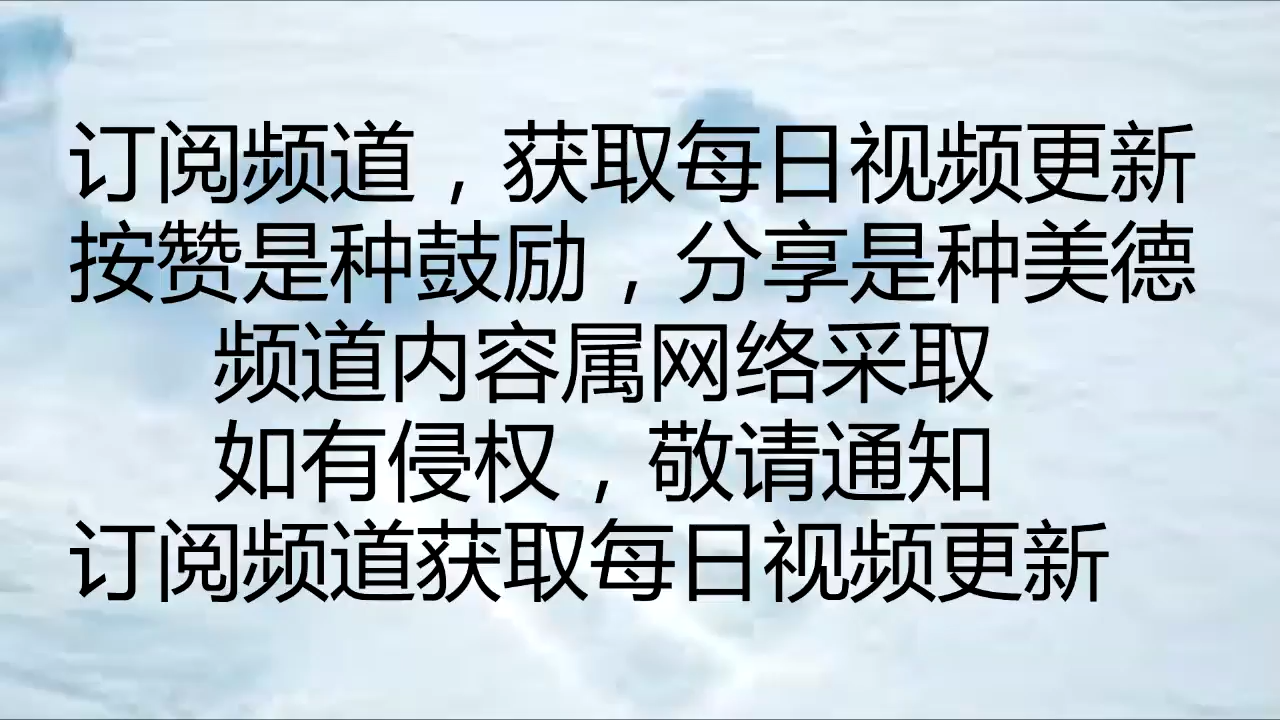 订阅频道，获取每日视频更新
按赞是种鼓励，分享是种美德
频道内容属网络采取
如有侵权，敬请通知
订阅频道获取每日视频更新